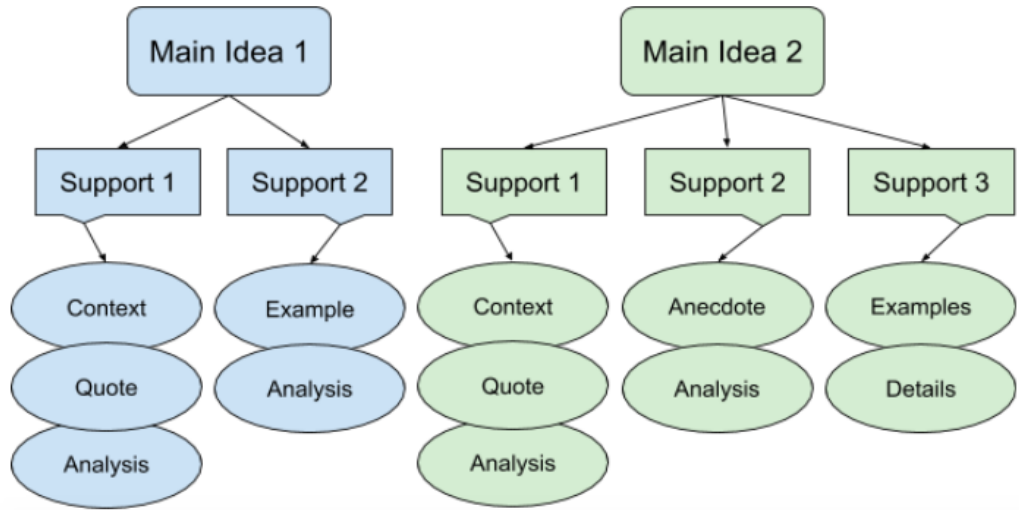 Main Idea 1
Main Idea 2
Support 1
Support 2
Support 1
Support 2
Support 3
Context
Example
Context
Anecdote
Examples
Quote
Analysis
Quote
Analysis
Details
Analysis
Analysis